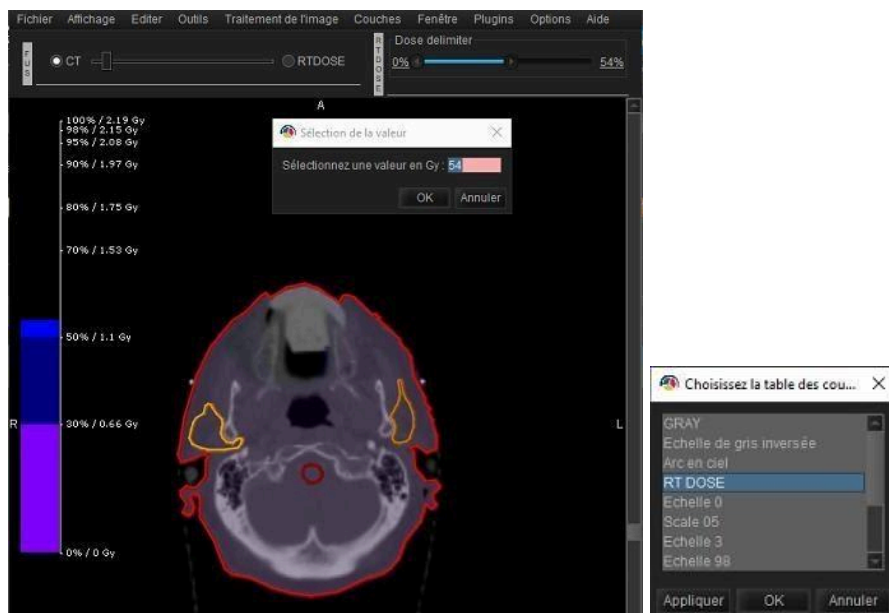 Fichier Affichage Editer Outils Traitement de l'image Couches Fenêtre Plugins Options Aide
FUS
CT
RTDOSE
RTDOSE
Dose delimiter
0%
54%
A
Sélection de la valeur
Sélectionnez une valeur en Gy : 54
OK Annuler
100% / 2.19 Gy
98% / 2.15 Gy
95% / 2.08 Gy
90% / 1.97 Gy
80% / 1.75 Gy
70% / 1.53 Gy
50% / 1.1 Gy
30% / 0.66 Gy
0% / 0 Gy
R
L
Choisissez la table des cou...
GRAY
Echelle de gris inversée
Arc en ciel
RT DOSE
Echelle 0
Scale 05
Echelle 3
Echelle 98
Appliquer OK Annuler